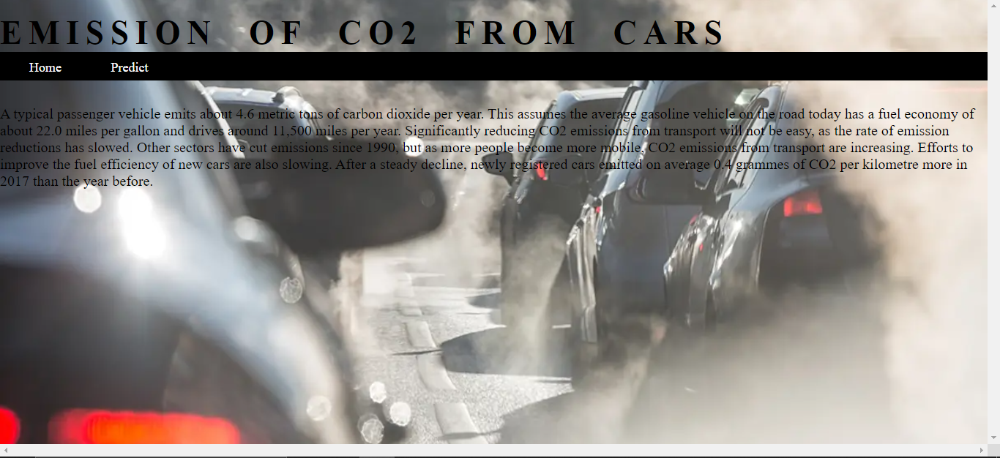 EMISSION OF CO2 FROM CARS
Home Predict
A typical passenger vehicle emits about 4.6 metric tons of carbon dioxide per year. This assumes the average gasoline vehicle on the road today has a fuel economy of
about 22.0 miles per gallon and drives around 11,500 miles per year. Significantly reducing CO2 emissions from transport will not be easy, as the rate of emission
reductions has slowed. Other sectors have cut emissions since 1990, but as more people become more mobile, CO2 emissions from transport are increasing. Efforts to
improve the fuel efficiency of new cars are also slowing. After a steady decline, newly registered cars emitted on average 0.4 grammes of CO2 per kilometre more in
2017 than the year before.